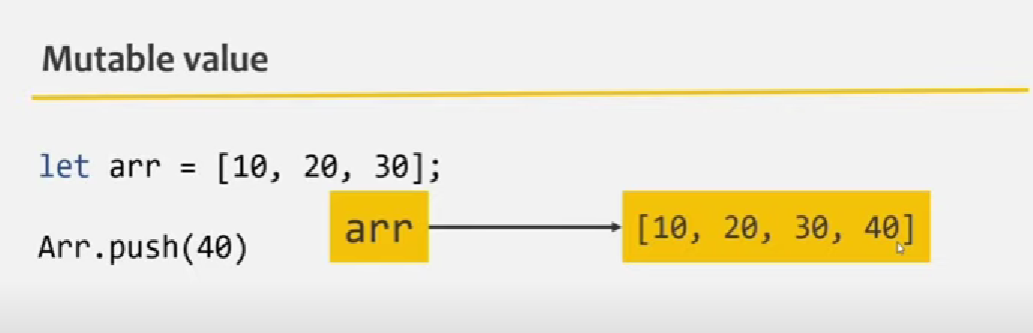 Mutable value
let arr = [10, 20, 30];
Arr.push(40)
arr
[10, 20, 30, 40]